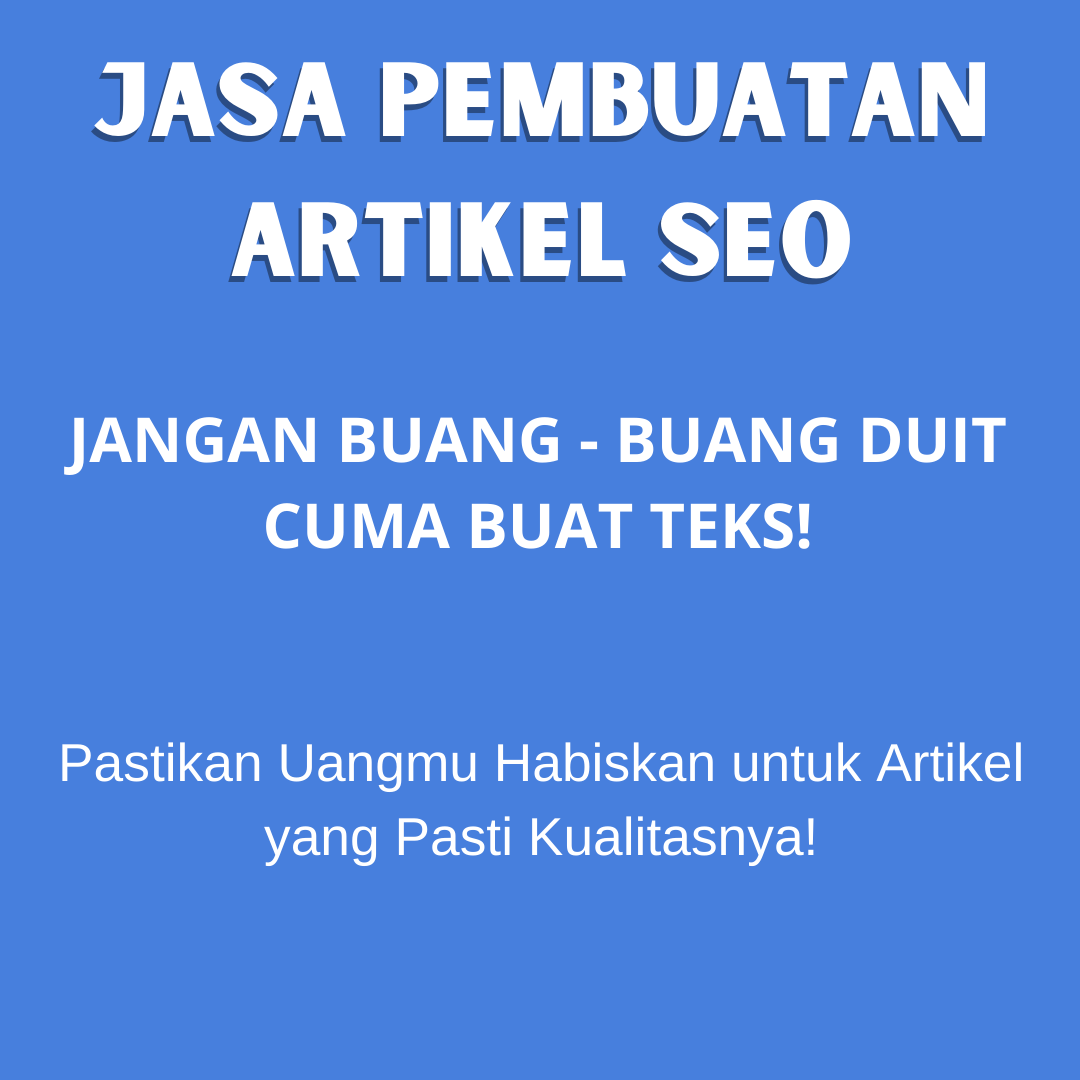 JASA PEMBUATAN
ARTIKEL SEO
JANGAN BUANG - BUANG DUIT
CUMA BUAT TEKS!
Pastikan Uangmu Habiskan untuk Artikel
yang Pasti Kualitasnya!